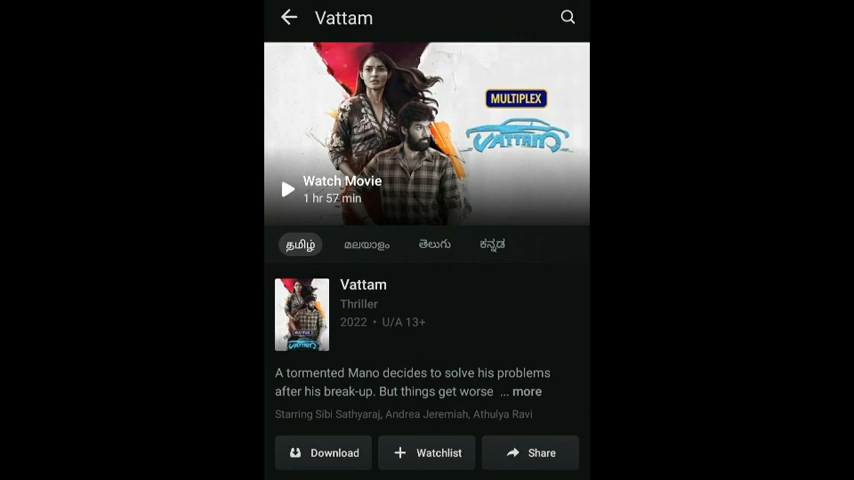 Vattam
MULTIPLEX
VATTAM
Watch Movie
1 hr 57 min
தமிழ் മലയാളം తెలుగు ಕನ್ನಡ
Vattam
Thriller
2022 • U/A 13+
A tormented Mano decides to solve his problems
after his break-up. But things get worse ... more
Starring Sibi Sathyaraj, Andrea Jeremiah, Athulya Ravi
Download Watchlist Share